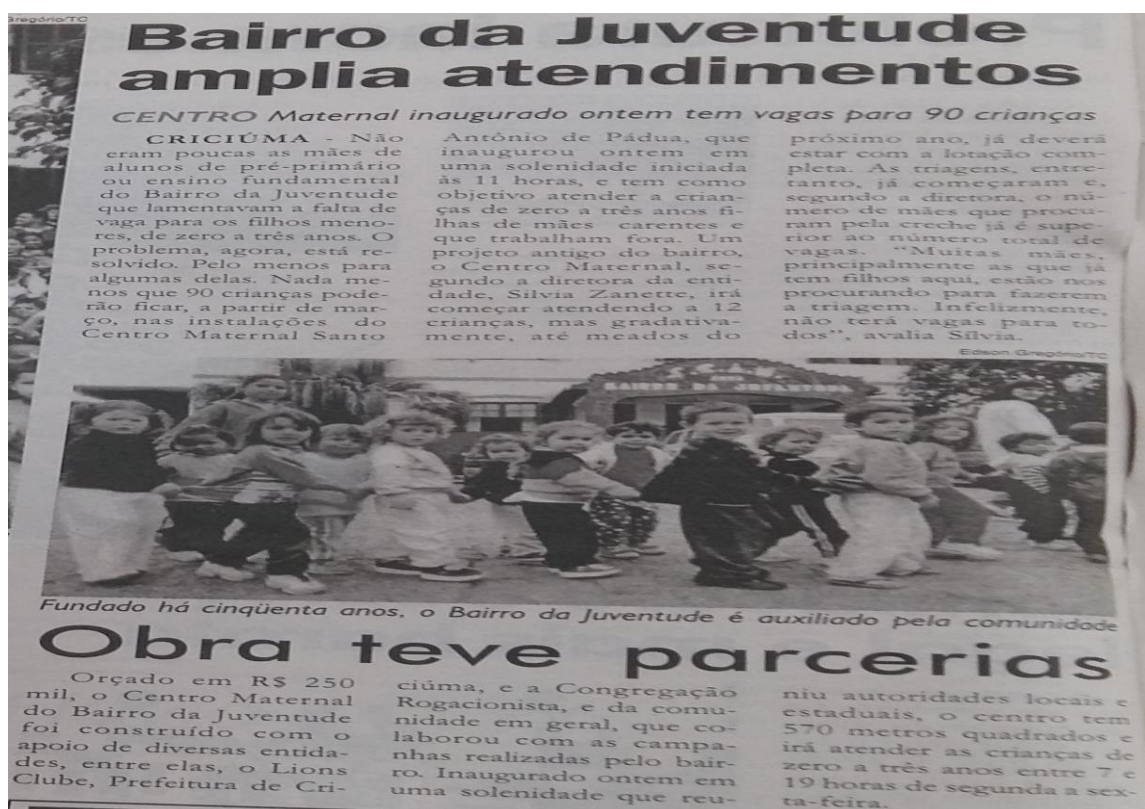 Gregório/TC
Bairro da Juventude
amplia atendimentos
CENTRO Maternal inaugurado ontem tem vagas para 90 crianças
CRICIÚMA - Não
eram poucas as mães de
alunos de pré-primário
ou ensino fundamental
do Bairro da Juventude
que lamentavam a falta de
vaga para os filhos meno-
res, de zero a três anos. O
problema, agora, está re-
solvido. Pelo menos para
algumas delas. Nada me-
nos que 90 crianças pode-
rão ficar, a partir de mar-
ço, nas instalações do
Centro Maternal Santo
Antônio de Pádua, que
inaugurou ontem em
uma solenidade iniciada
às 11 horas, e tem como
objetivo atender a crian-
ças de zero a três anos fi-
lhas de mães carentes e
que trabalham fora. Um
projeto antigo do bairro,
o Centro Maternal, se-
gundo a diretora da enti-
dade, Silvia Zanette, irá
começar atendendo a 12
crianças, mas gradativa-
mente, até meados do
próximo ano, já deverá
estar com a lotação com-
pleta. As triagens, entre-
tanto, já começaram e,
segundo a diretora, o nú-
mero de mães que procu-
ram pela creche já é supe-
rior ao número total de
vagas. "Muitas mães,
principalmente as que já
tem filhos aqui, estão nos
procurando para fazerem
a triagem. Infelizmente,
não terá vagas para to-
dos", avalia Sílvia.
Edson Gregório/TC
S.C.A.N.
BAIRRO DA JUVENTUDE
Fundado há cinqüenta anos, o Bairro da Juventude é auxiliado pela comunidade
Obra teve parcerias
Orçado em R$ 250
mil, o Centro Maternal
do Bairro da Juventude
foi construído com o
apoio de diversas entida-
des, entre elas, o Lions
Clube, Prefeitura de Cri-
ciúma, e a Congregação
Rogacionista, e da comu-
nidade em geral, que co-
laborou com as campa-
nhas realizadas pelo bair-
ro. Inaugurado ontem em
uma solenidade que reu-
niu autoridades locais e
estaduais, o centro tem
570 metros quadrados e
irá atender as crianças de
zero a três anos entre 7 e
19 horas de segunda a sex-
ta-feira.